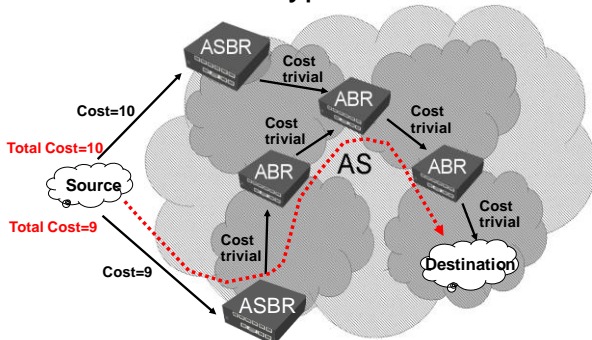 ASBR
Cost
trivial
ABR
Cost=10
Cost
trivial
Cost
trivial
Total Cost=10
AS
ABR
ABR
Source
Total Cost=9
Cost
trivial
Cost
trivial
Cost=9
Destination
ASBR